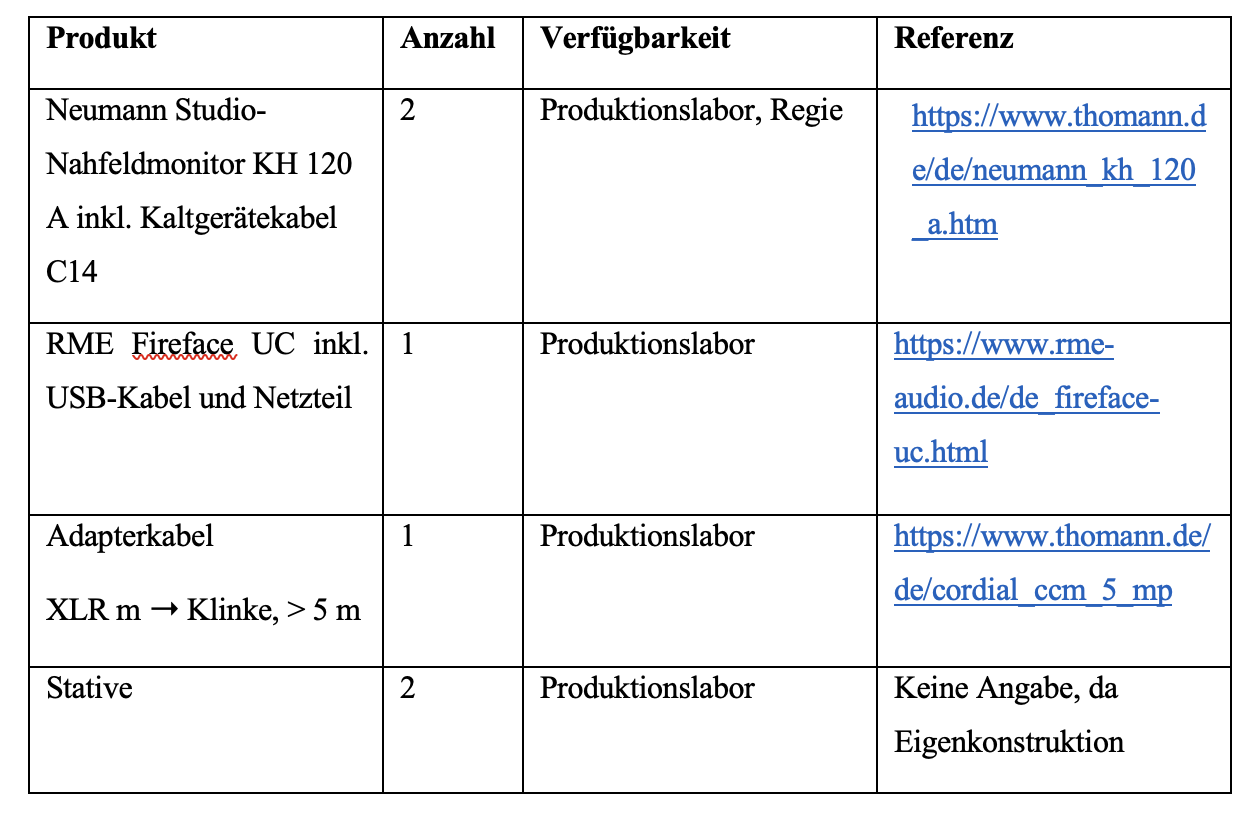 Produkt Anzahl Verfügbarkeit Referenz
Neumann Studio-
Nahfeldmonitor KH 120
A inkl. Kaltgerätekabel
C14
2
Produktionslabor, Regie
https://www.thomann.d
e/de/neumann_kh_120
_a.htm
RME Fireface UC inkl.
USB-Kabel und Netzteil
1
Produktionslabor
https://www.rme-
audio.de/de_fireface-
uc.html
Adapterkabel
XLR m → Klinke, > 5 m
1
Produktionslabor
https://www.thomann.de/
de/cordial_ccm_5_mp
Stative
2
Produktionslabor
Keine Angabe, da
Eigenkonstruktion